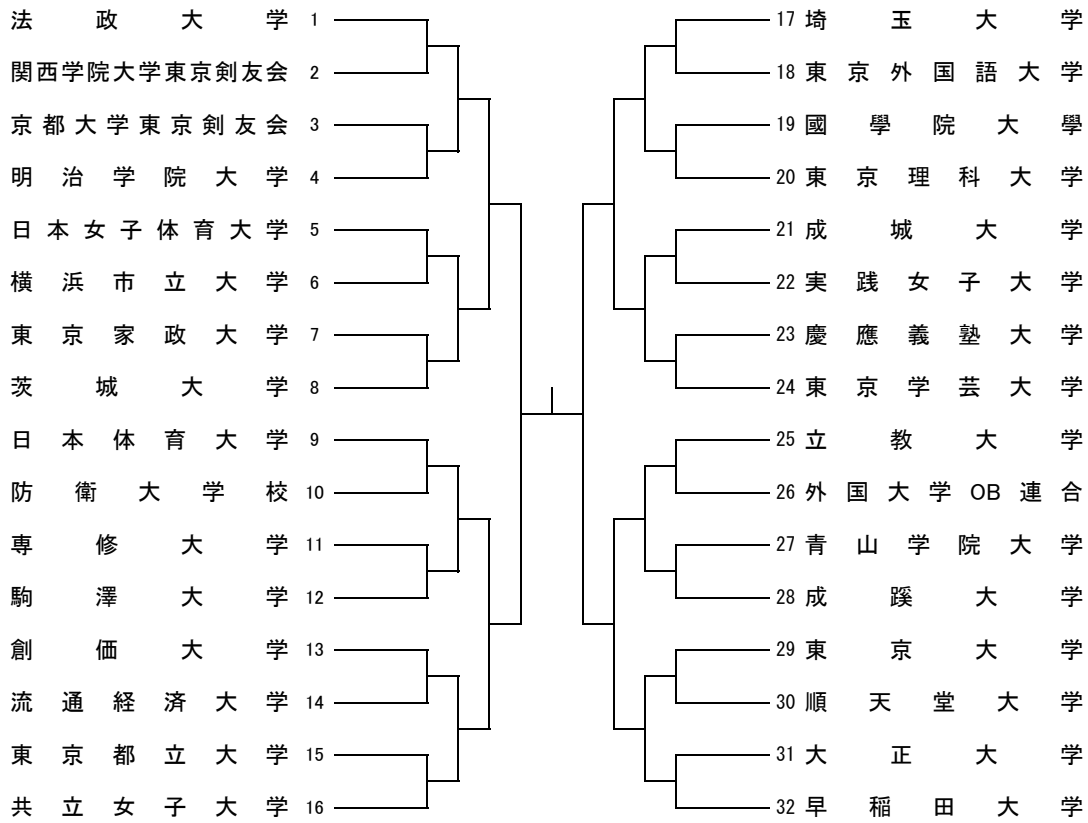 法政大学 1
関西学院大学東京剣友会 2
京都大学東京剣友会 3
明治学院大学 4
日本女子体育大学 5
横浜市立大学 6
東京家政大学 7
茨城大学 8
日本体育大学 9
防衛大学校 10
専修大学 11
駒澤大学 12
創価大学 13
流通経済大学 14
東京都立大学 15
共立女子大学 16
17 埼玉大学
18 東京外国語大学
19 國學院大學
20 東京理科大学
21 成城大学
22 実践女子大学
23 慶應義塾大学
24 東京学芸大学
25 立教大学
26 外国大学OB連合
27 青山学院大学
28 成蹊大学
29 東京大学
30 順天堂大学
31 大正大学
32 早稲田大学